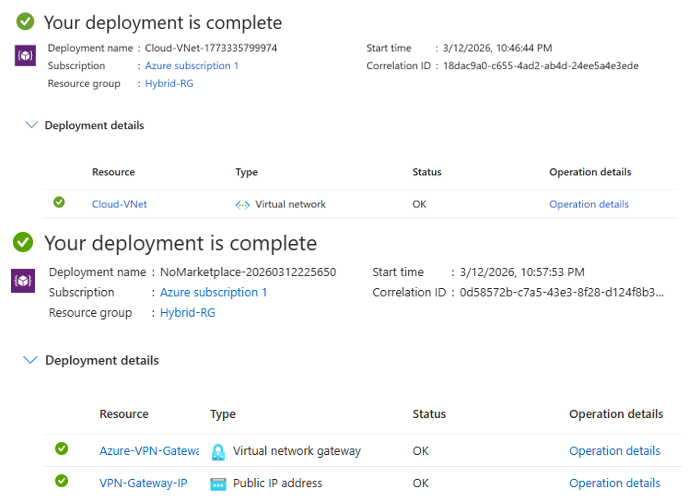 Your deployment is complete
Deployment name : Cloud-VNet-1773335799974 Start time : 3/12/2026, 10:46:44 PM
Subscription : Azure subscription 1 Correlation ID : 18dac9a0-c655-4ad2-ab4d-24ee5a4e3ede
Resource group : Hybrid-RG
Deployment details
Resource Type Status Operation details
Cloud-VNet Virtual network OK Operation details
Your deployment is complete
Deployment name : NoMarketplace-20260312225650 Start time : 3/12/2026, 10:57:53 PM
Subscription : Azure subscription 1 Correlation ID : 0d58572b-c7a5-43e3-8f28-d124f8b3...
Resource group : Hybrid-RG
Deployment details
Resource Type Status Operation details
Azure-VPN-Gatewa Virtual network gateway OK Operation details
VPN-Gateway-IP Public IP address OK Operation details